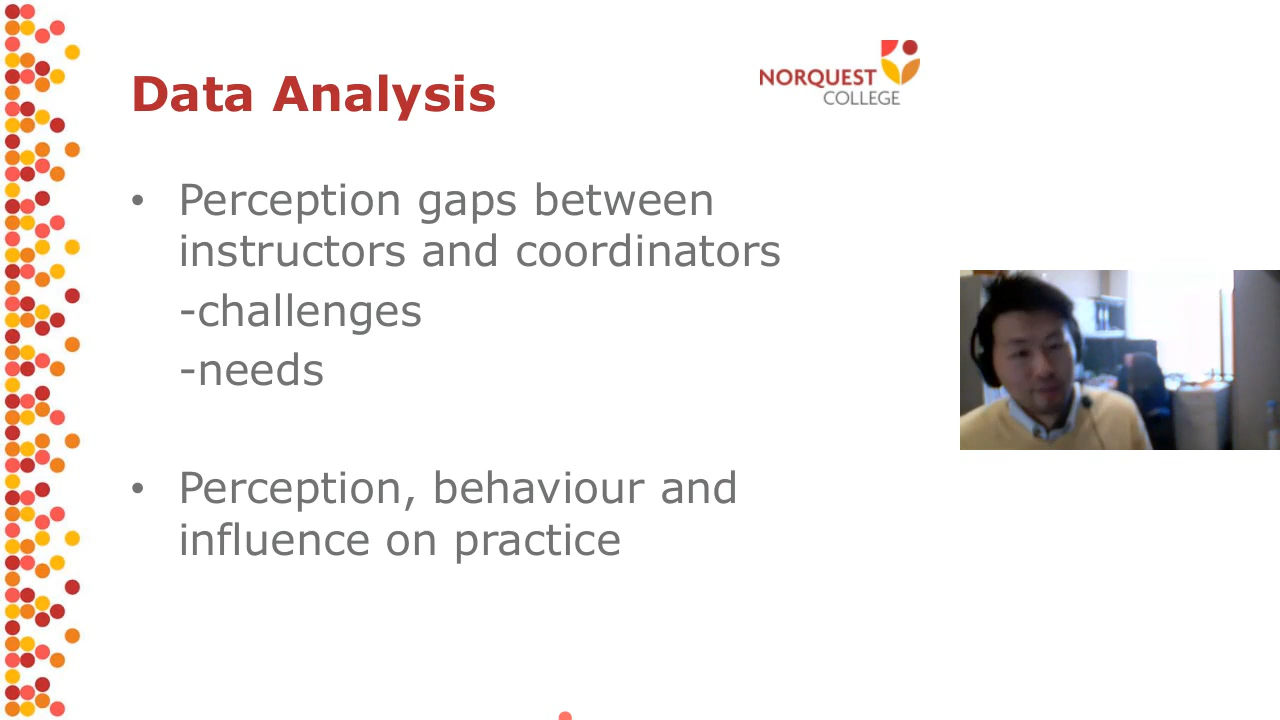 NORQUEST
COLLEGE
Data Analysis
• Perception gaps between
instructors and coordinators
-challenges
-needs
• Perception, behaviour and
influence on practice